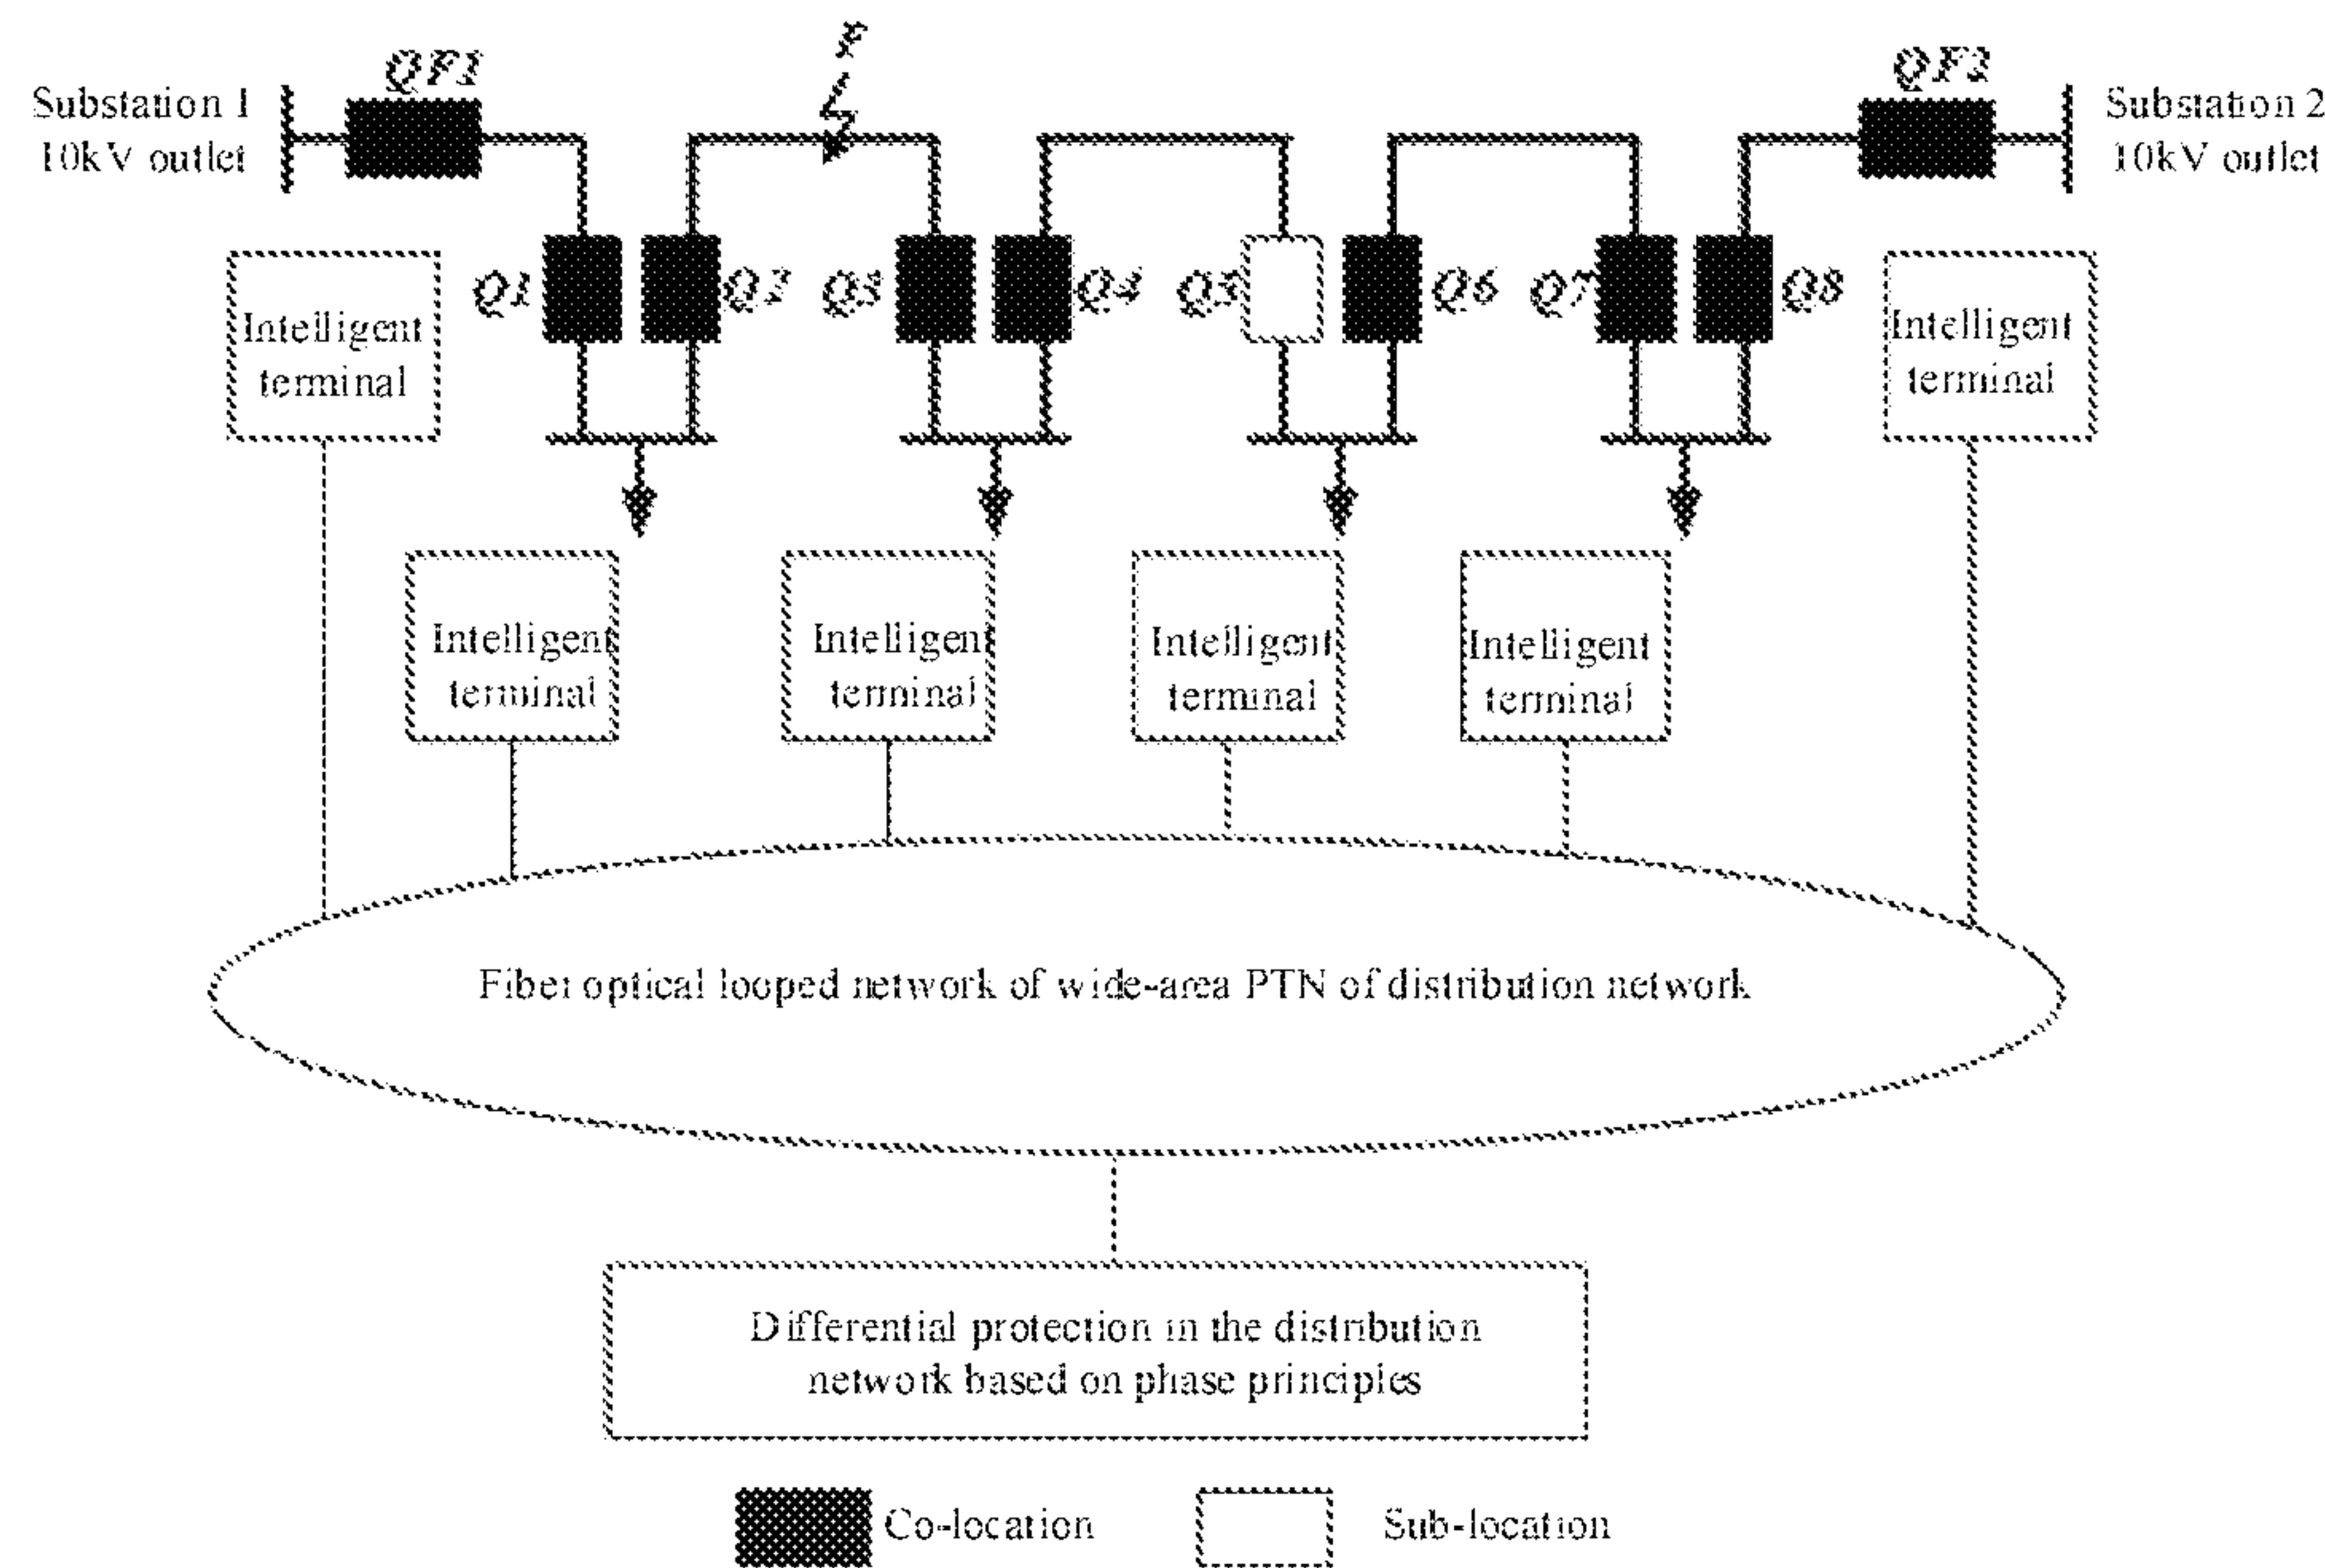 F
QF1
QF2
Substation 1
10kV outlet
Substation 2
10kV outlet
Q1
Q2
Q3
Q4
Q5
Q6
Q7
Q8
Intelligent
terminal
Intelligent
terminal
Intelligent
terminal
Intelligent
terminal
Intelligent
terminal
Intelligent
terminal
Fiber optical looped network of wide-area PTN of distribution network
Differential protection in the distribution
network based on phase principles
Co-location
Sub-location